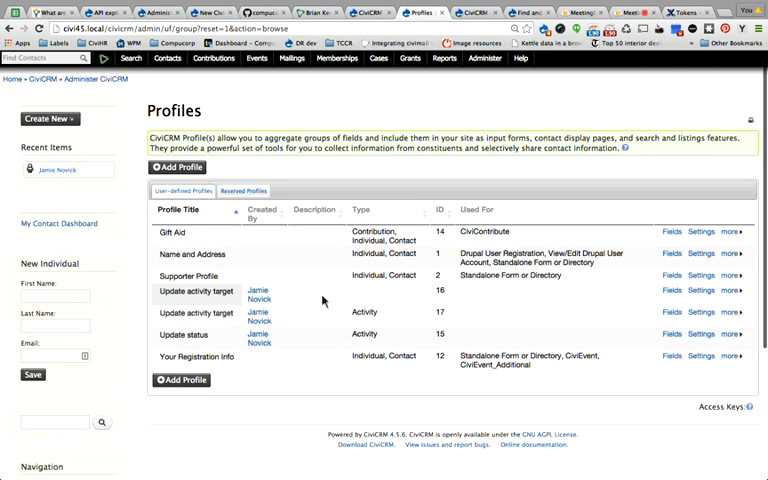 What are
API explo
Administ
New Civi
compuco
Brian Ke
CiviCRM
Profiles
CiviCRM
Find and
Meeting
Meeti
Tokens
You
civi45.local/civicrm/admin/uf/group?reset=1&action=browse
Apps
Labels
CiviHR
WPM
Compucorp
Dashboard – Compu
DR dev
TCCR
Integrating civimail
Image resources
Kettle data in a brows
Top 50 interior desi
»
Other Bookmarks
Find Contacts
Search
Contacts
Contributions
Events
Mailings
Memberships
Cases
Grants
Reports
Administer
Help
Home » CiviCRM » Administer CiviCRM
Create New »
Recent Items
Jamie Novick
My Contact Dashboard
New Individual
First Name:
Last Name:
Email:
Save
Navigation
Profiles
CiviCRM Profile(s) allow you to aggregate groups of fields and include them in your site as input forms, contact display pages, and search and listings features.
They provide a powerful set of tools for you to collect information from constituents and selectively share contact information.
Add Profile
User-defined Profiles
Reserved Profiles
Profile Title
Created By
Description
Type
ID
Used For
Gift Aid
Contribution, Individual, Contact
14
CiviContribute
Fields Settings more
Name and Address
Individual, Contact
1
Drupal User Registration, View/Edit Drupal User Account, Standalone Form or Directory
Fields Settings more
Supporter Profile
Individual, Contact
2
Standalone Form or Directory
Fields Settings more
Update activity target
Jamie Novick
16
Fields Settings more
Update activity target
Jamie Novick
Activity
17
Fields Settings more
Update status
Jamie Novick
Activity
15
Fields Settings more
Your Registration Info
Individual, Contact
12
Standalone Form or Directory, CiviEvent, CiviEvent_Additional
Fields Settings more
Add Profile
Access Keys:
Powered by CiviCRM 4.5.6. CiviCRM is openly available under the GNU AGPL License.
Download CiviCRM. View issues and report bugs. Online documentation.